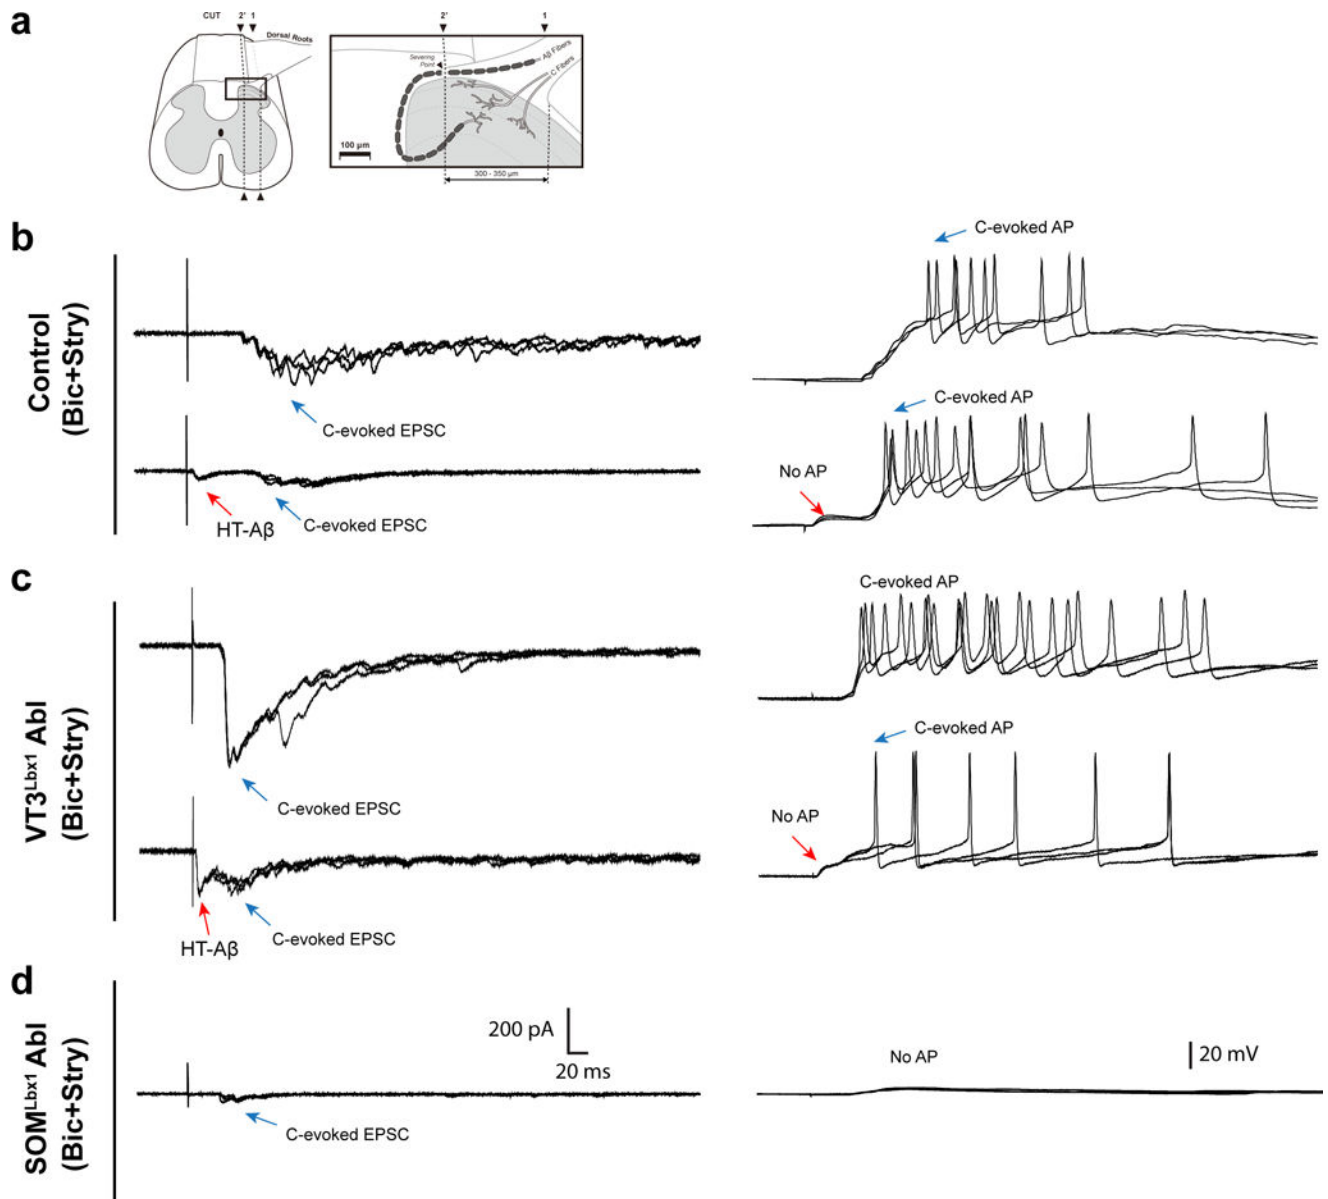 a
CUT 2' 1
Dorsal Roots
2' 1
Severing
Point
Aβ Fibers
C Fibers
100 μm
300 - 350 μm
b
Control
(Bic+Stry)
C-evoked EPSC
HT-Aβ
C-evoked EPSC
C-evoked AP
C-evoked AP
No AP
c
VT3Lbx1 Abl
(Bic+Stry)
C-evoked EPSC
HT-Aβ
C-evoked EPSC
C-evoked AP
C-evoked AP
No AP
d
SOMLbx1 Abl
(Bic+Stry)
200 pA
20 ms
C-evoked EPSC
No AP
20 mV